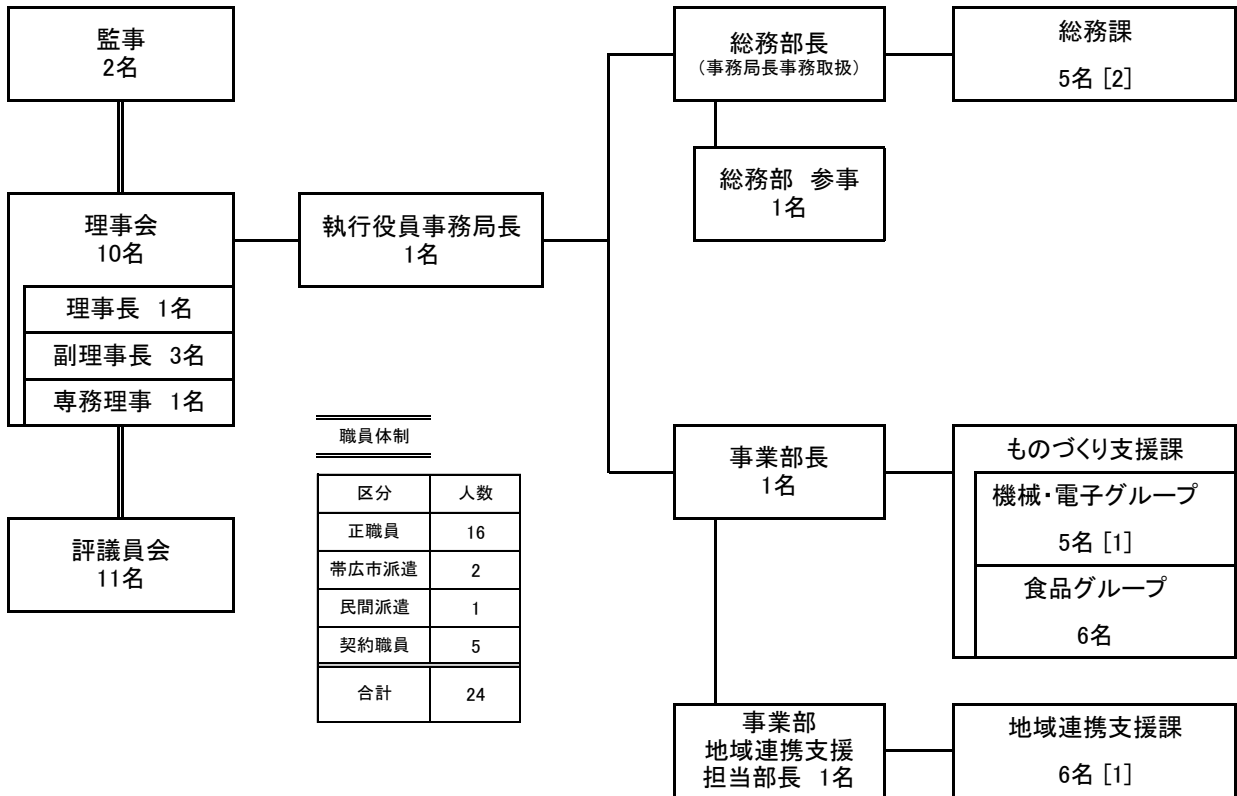 監事
2名
理事会
10名
理事長 1名
副理事長 3名
専務理事 1名
評議員会
11名
執行役員事務局長
1名
職員体制
区分 人数
正職員 16
帯広市派遣 2
民間派遣 1
契約職員 5
合計 24
総務部長
(事務局長事務取扱)
総務部 参事
1名
総務課
5名 [2]
事業部長
1名
ものづくり支援課
機械・電子グループ
5名 [1]
食品グループ
6名
事業部
地域連携支援
担当部長 1名
地域連携支援課
6名 [1]